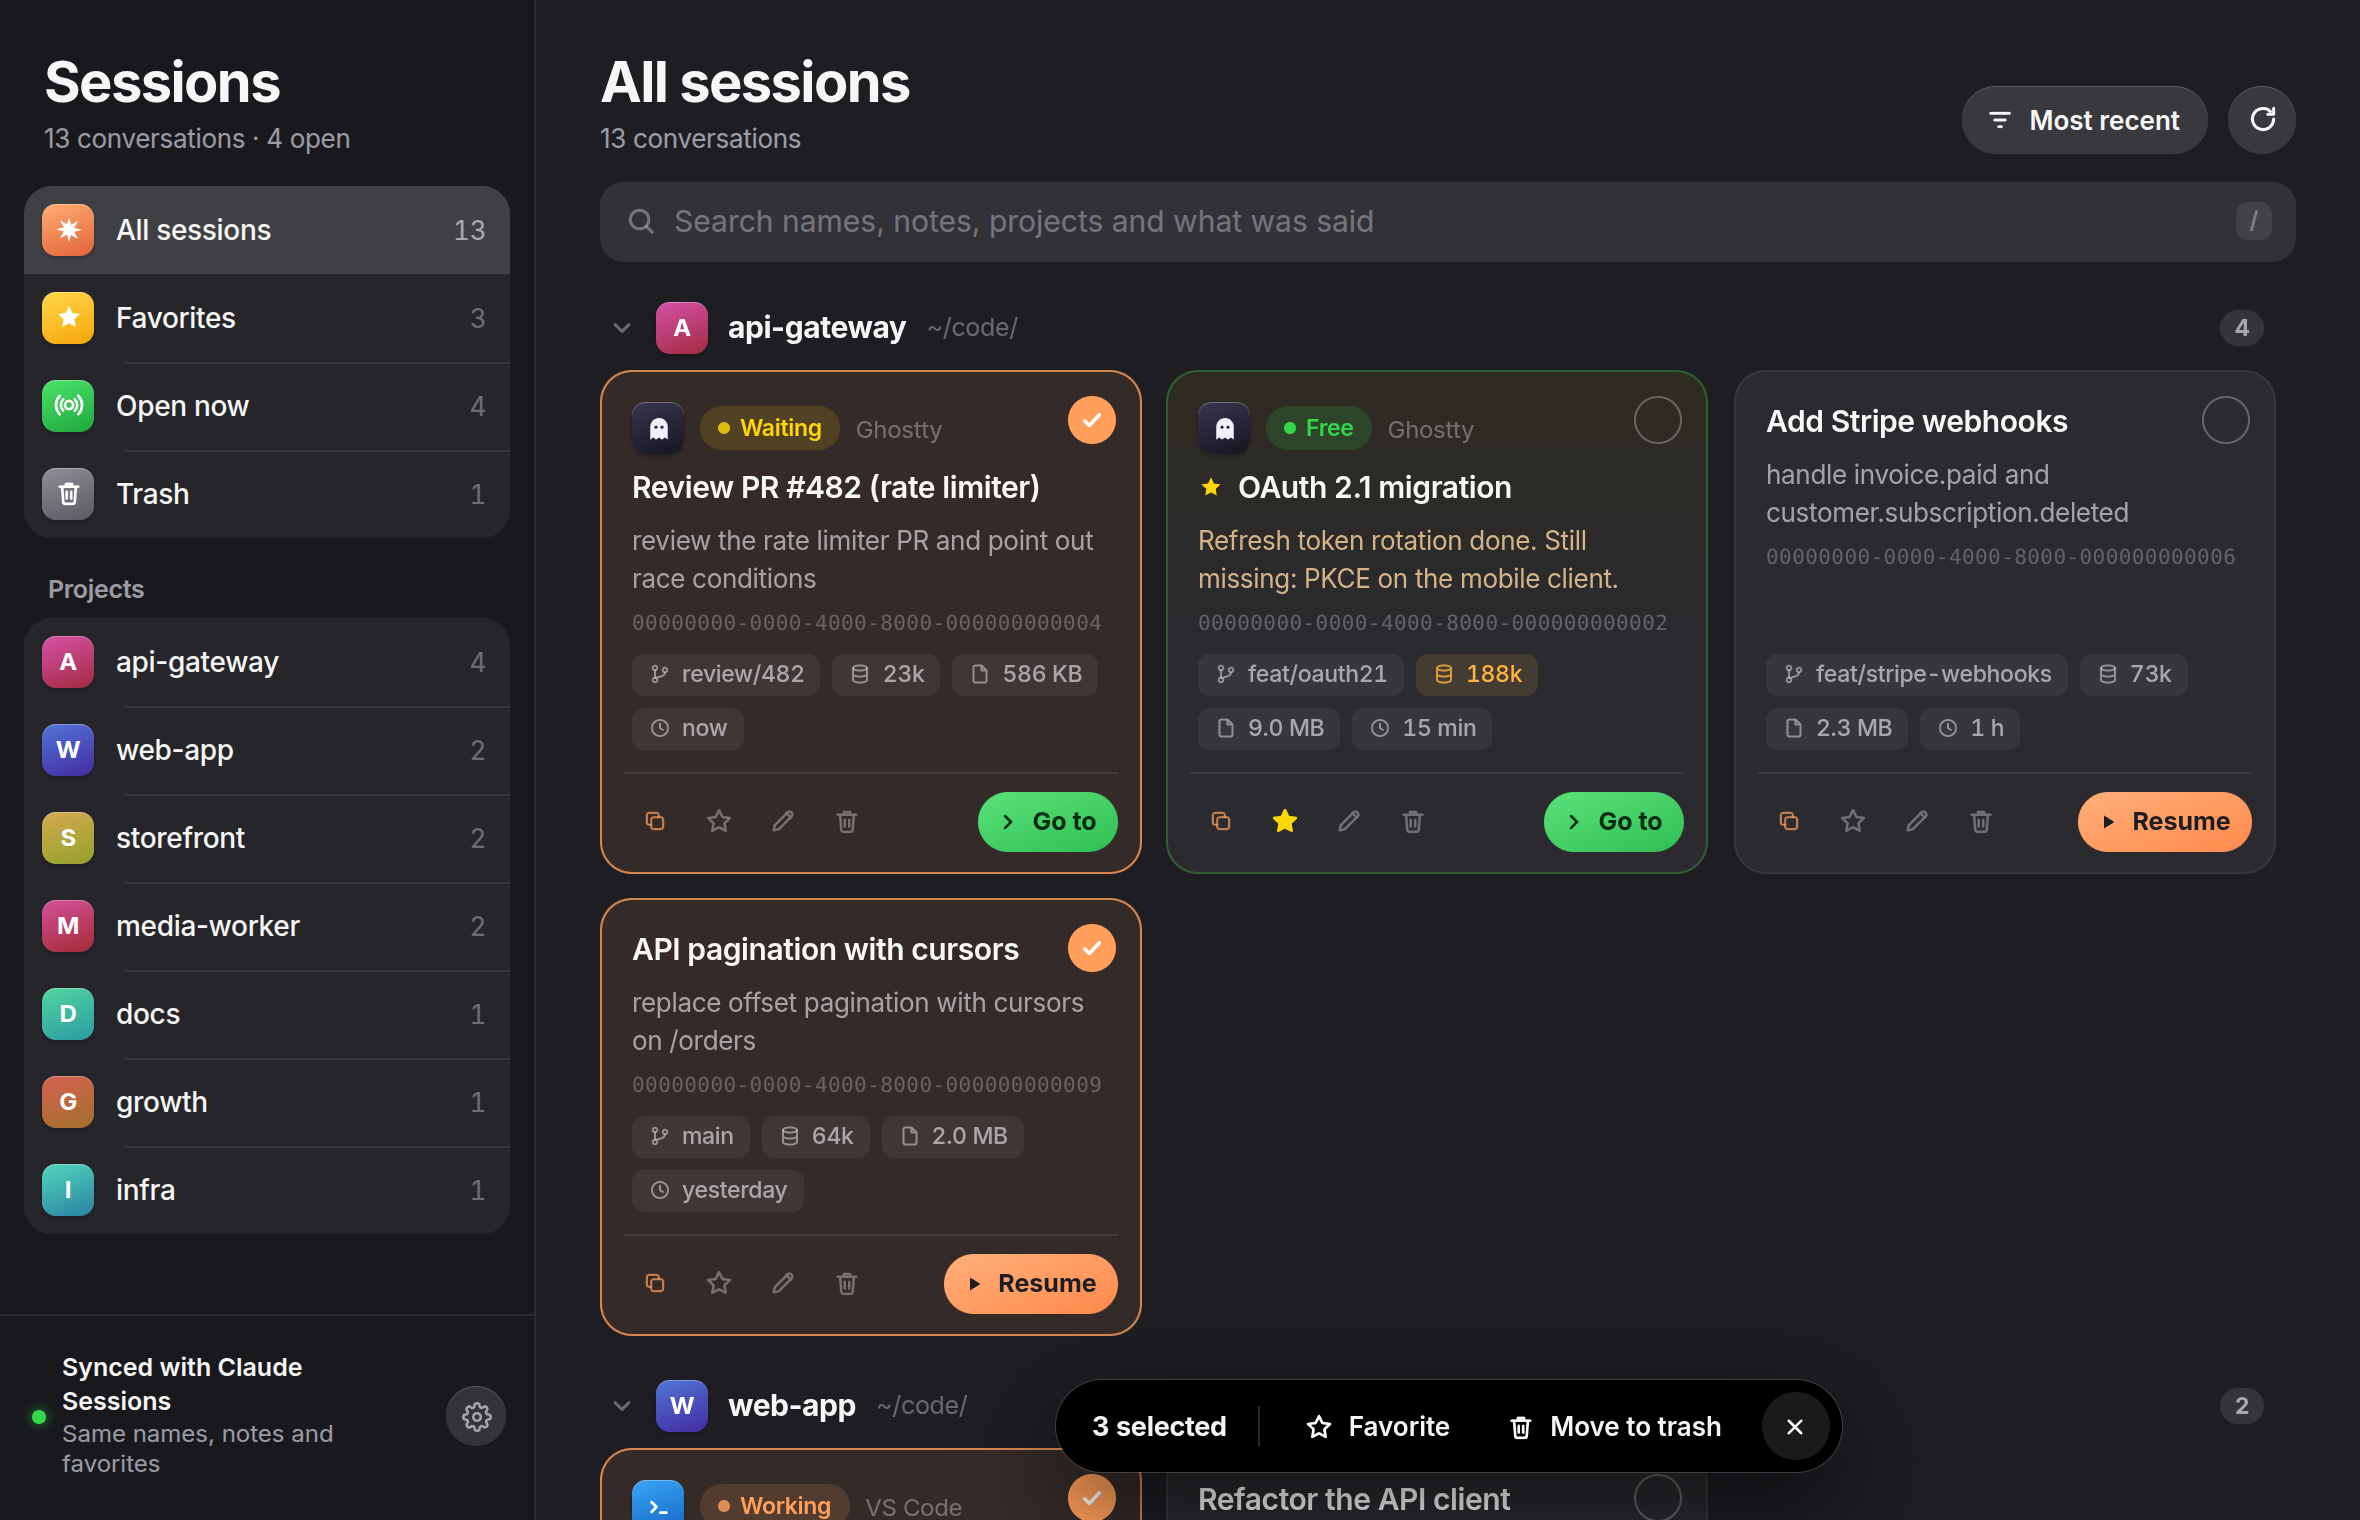 Sessions
13 conversations · 4 open
All sessions 13
Favorites 3
Open now 4
Trash 1
Projects
A api-gateway 4
W web-app 2
S storefront 2
M media-worker 2
D docs 1
G growth 1
I infra 1
Synced with Claude
Sessions
Same names, notes and
favorites
All sessions
13 conversations
Most recent
Search names, notes, projects and what was said /
A api-gateway ~/code/ 4
Waiting Ghostty
Review PR #482 (rate limiter)
review the rate limiter PR and point out
race conditions
00000000-0000-4000-8000-000000000004
review/482 23k 586 KB
now
Go to
Free Ghostty
OAuth 2.1 migration
Refresh token rotation done. Still
missing: PKCE on the mobile client.
00000000-0000-4000-8000-000000000002
feat/oauth21 188k
9.0 MB 15 min
Go to
Add Stripe webhooks
handle invoice.paid and
customer.subscription.deleted
00000000-0000-4000-8000-000000000006
feat/stripe-webhooks 73k
2.3 MB 1 h
Resume
API pagination with cursors
replace offset pagination with cursors
on /orders
00000000-0000-4000-8000-000000000009
main 64k 2.0 MB
yesterday
Resume
W web-app ~/code/ 2
3 selected Favorite Move to trash
Working VS Code
Refactor the API client